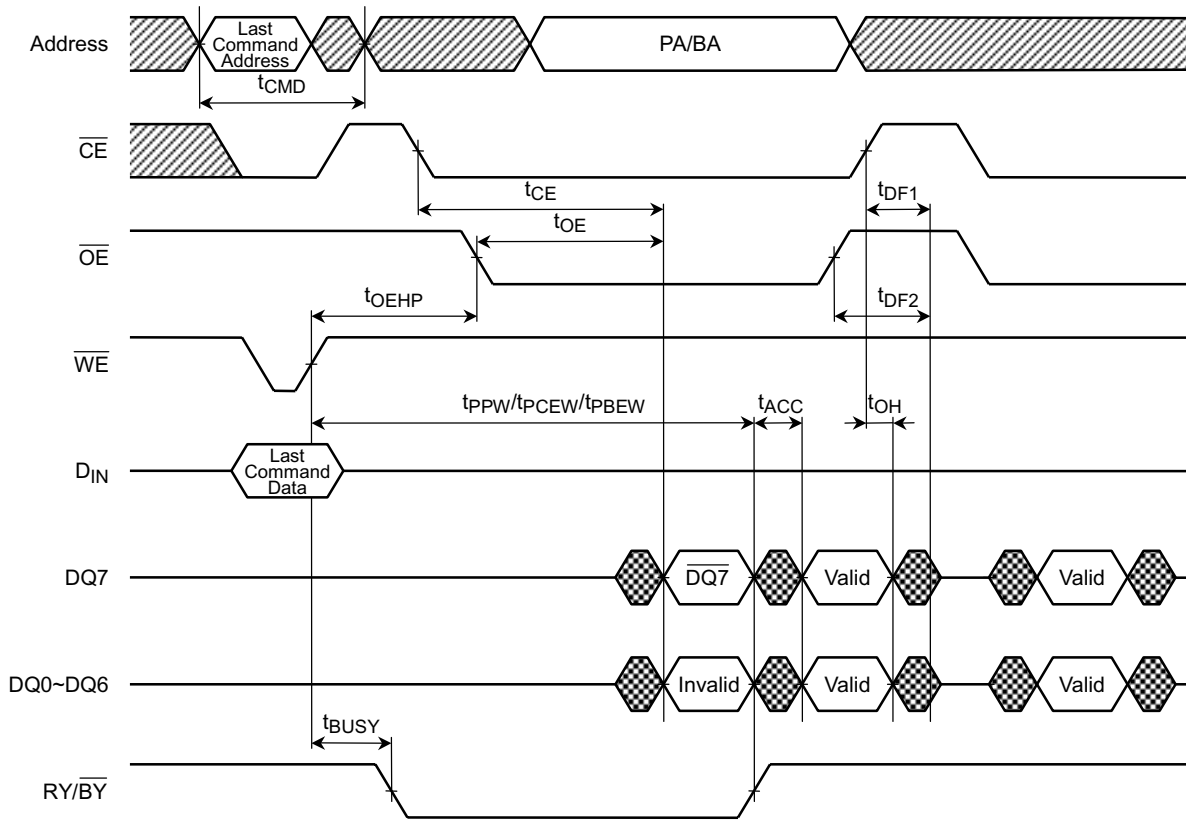 Address
Last
Command
Address
PA/BA
tCMD
CE
tCE
tDF1
OE
tOE
tOEHP
tDF2
WE
tPPW/tPCEW/tPBEW
tACC
tOH
DIN
Last
Command
Data
DQ7
DQ7
Valid
Valid
DQ0~DQ6
Invalid
Valid
Valid
tBUSY
RY/BY